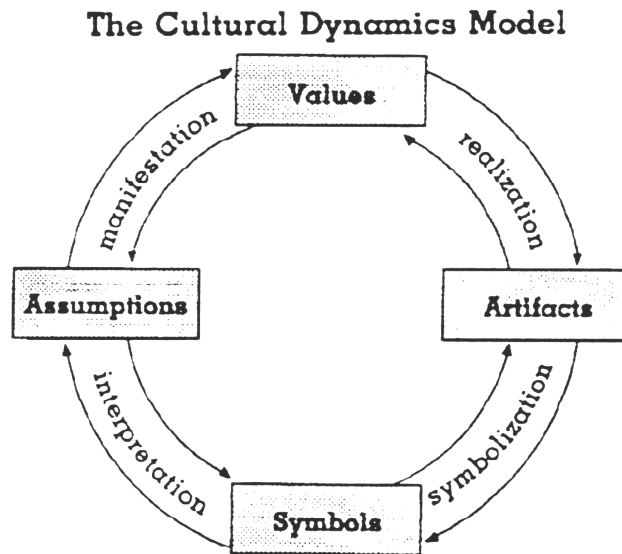 The Cultural Dynamics Model
Values
manifestation
realization
Assumptions
Artifacts
interpretation
symbolization
Symbols